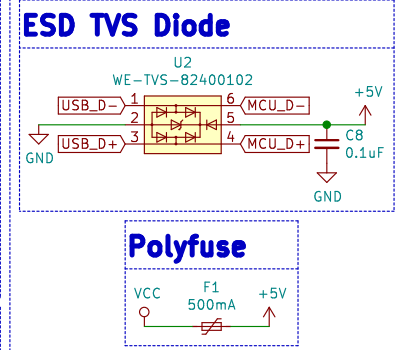 ESD TVS Diode
U2
WE-TVS-82400102
+5V
USB_D- 1 6 MCU_D-
2 5
USB_D+ 3 4 MCU_D+
GND
C8
0.1uF
GND
Polyfuse
VCC F1 +5V
500mA